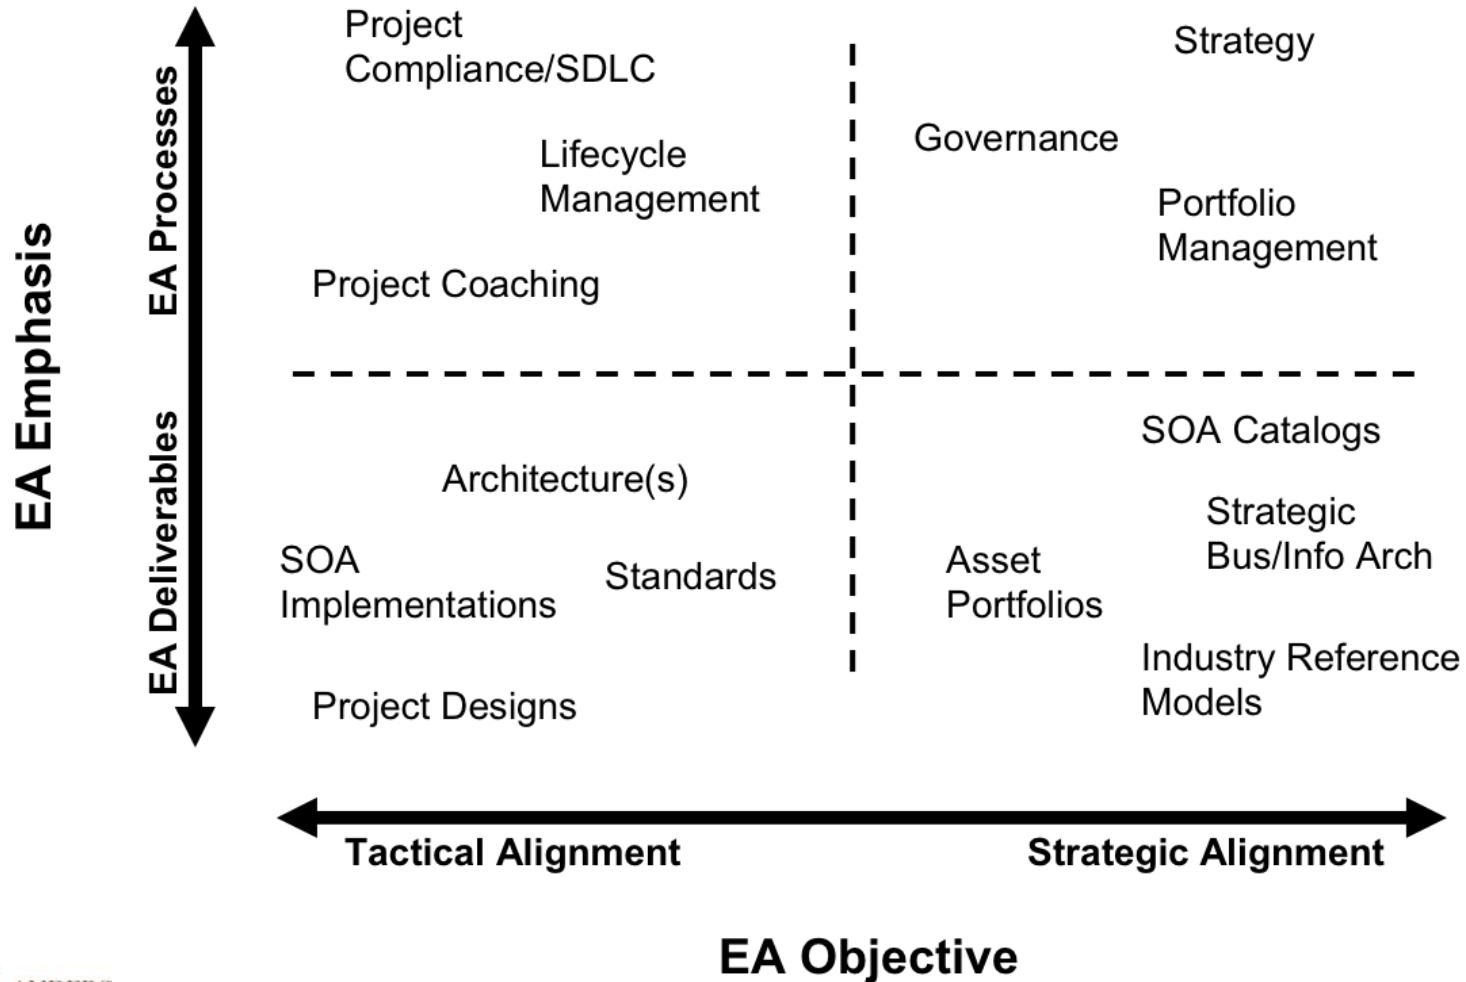 Project
Compliance/SDLC
Strategy
Governance
Lifecycle
Management
Portfolio
Management
Project Coaching
EA Processes
EA Emphasis
EA Deliverables
SOA Catalogs
Architecture(s)
Strategic
Bus/Info Arch
SOA
Implementations
Standards
Asset
Portfolios
Industry Reference
Models
Project Designs
Tactical Alignment
Strategic Alignment
EA Objective